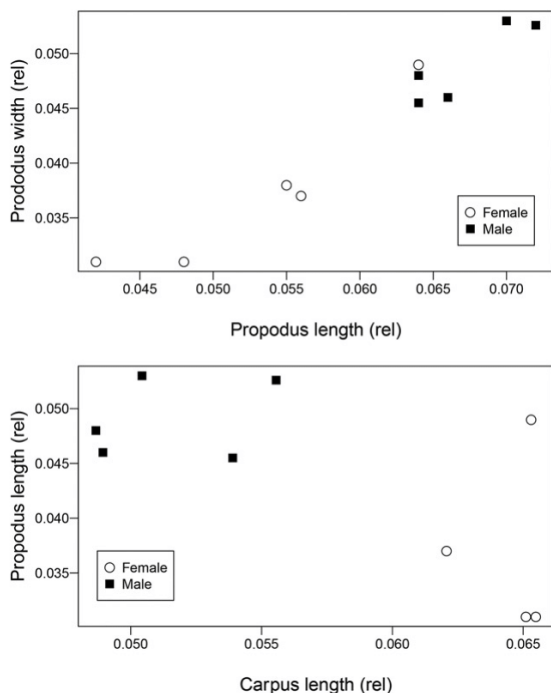 0.050
0.045
0.040
0.035
Prododus width (rel)
Female
Male
0.045 0.050 0.055 0.060 0.065 0.070
Propodus length (rel)
0.050
0.045
0.040
0.035
Propodus length (rel)
Female
Male
0.050 0.055 0.060 0.065
Carpus length (rel)